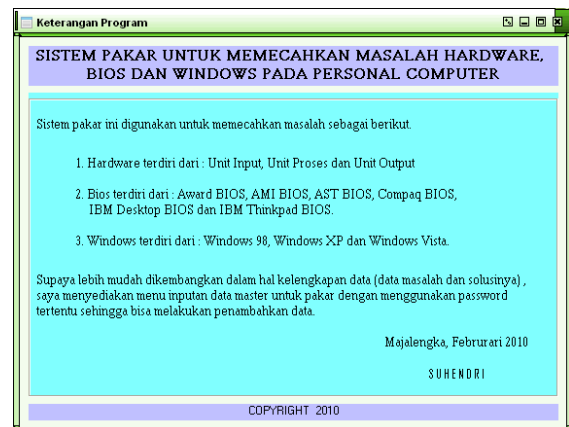 Keterangan Program
SISTEM PAKAR UNTUK MEMECAHKAN MASALAH HARDWARE,
BIOS DAN WINDOWS PADA PERSONAL COMPUTER
Sistem pakar ini digunakan untuk memecahkan masalah sebagai berikut.
1. Hardware terdiri dari : Unit Input, Unit Proses dan Unit Output
2. Bios terdiri dari : Award BIOS, AMI BIOS, AST BIOS, Compaq BIOS,
IBM Desktop BIOS dan IBM Thinkpad BIOS.
3. Windows terdiri dari : Windows 98, Windows XP dan Windows Vista.
Supaya lebih mudah dikembangkan dalam hal kelengkapan data (data masalah dan solusinya) ,
saya menyediakan menu inputan data master untuk pakar dengan menggunakan password
tertentu sehingga bisa melakukan penambahkan data.
Majalengka, Februrari 2010
SUHENDRI
COPYRIGHT 2010